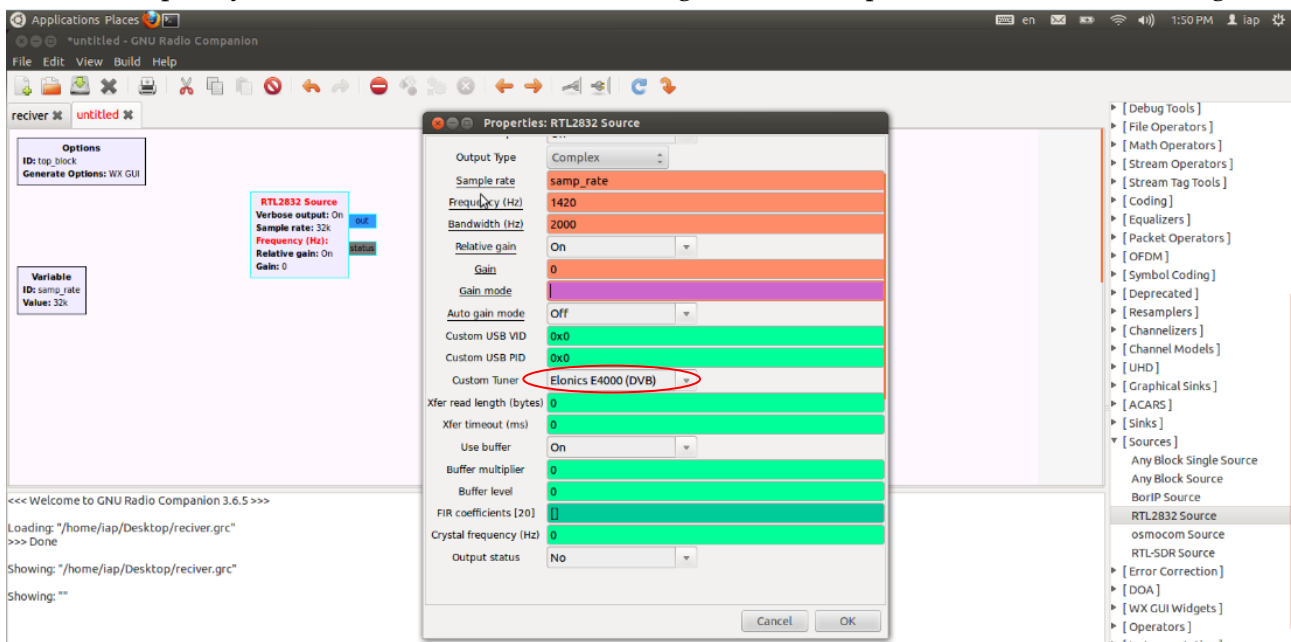 Applications Places
en
1:50 PM
iap
*untitled - GNU Radio Companion
File Edit View Build Help
reciver
untitled
Options
ID: top_block
Generate Options: WX GUI
RTL2832 Source
Verbose output: On
Sample rate: 32k
Frequency (Hz):
Relative gain: On
Gain: 0
out
status
Variable
ID: samp_rate
Value: 32k
Properties: RTL2832 Source
Output Type Complex
Sample rate samp_rate
Frequency (Hz) 1420
Bandwidth (Hz) 2000
Relative gain On
Gain 0
Gain mode
Auto gain mode Off
Custom USB VID 0x0
Custom USB PID 0x0
Custom Tuner Elonics E4000 (DVB)
Xfer read length (bytes) 0
Xfer timeout (ms) 0
Use buffer On
Buffer multiplier 0
Buffer level 0
FIR coefficients [20] []
Crystal frequency (Hz) 0
Output status No
Cancel OK
[ Debug Tools ]
[ File Operators ]
[ Math Operators ]
[ Stream Operators ]
[ Stream Tag Tools ]
[ Coding ]
[ Equalizers ]
[ Packet Operators ]
[ OFDM ]
[ Symbol Coding ]
[ Deprecated ]
[ Resamplers ]
[ Channelizers ]
[ Channel Models ]
[ UHD ]
[ Graphical Sinks ]
[ ACARS ]
[ Sinks ]
[ Sources ]
Any Block Single Source
Any Block Source
BorIP Source
RTL2832 Source
osmocom Source
RTL-SDR Source
[ Error Correction ]
[ DOA ]
[ WX GUI Widgets ]
[ Operators ]
<<< Welcome to GNU Radio Companion 3.6.5 >>>
Loading: "/home/iap/Desktop/reciver.grc"
>>> Done
Showing: "/home/iap/Desktop/reciver.grc"
Showing: ""